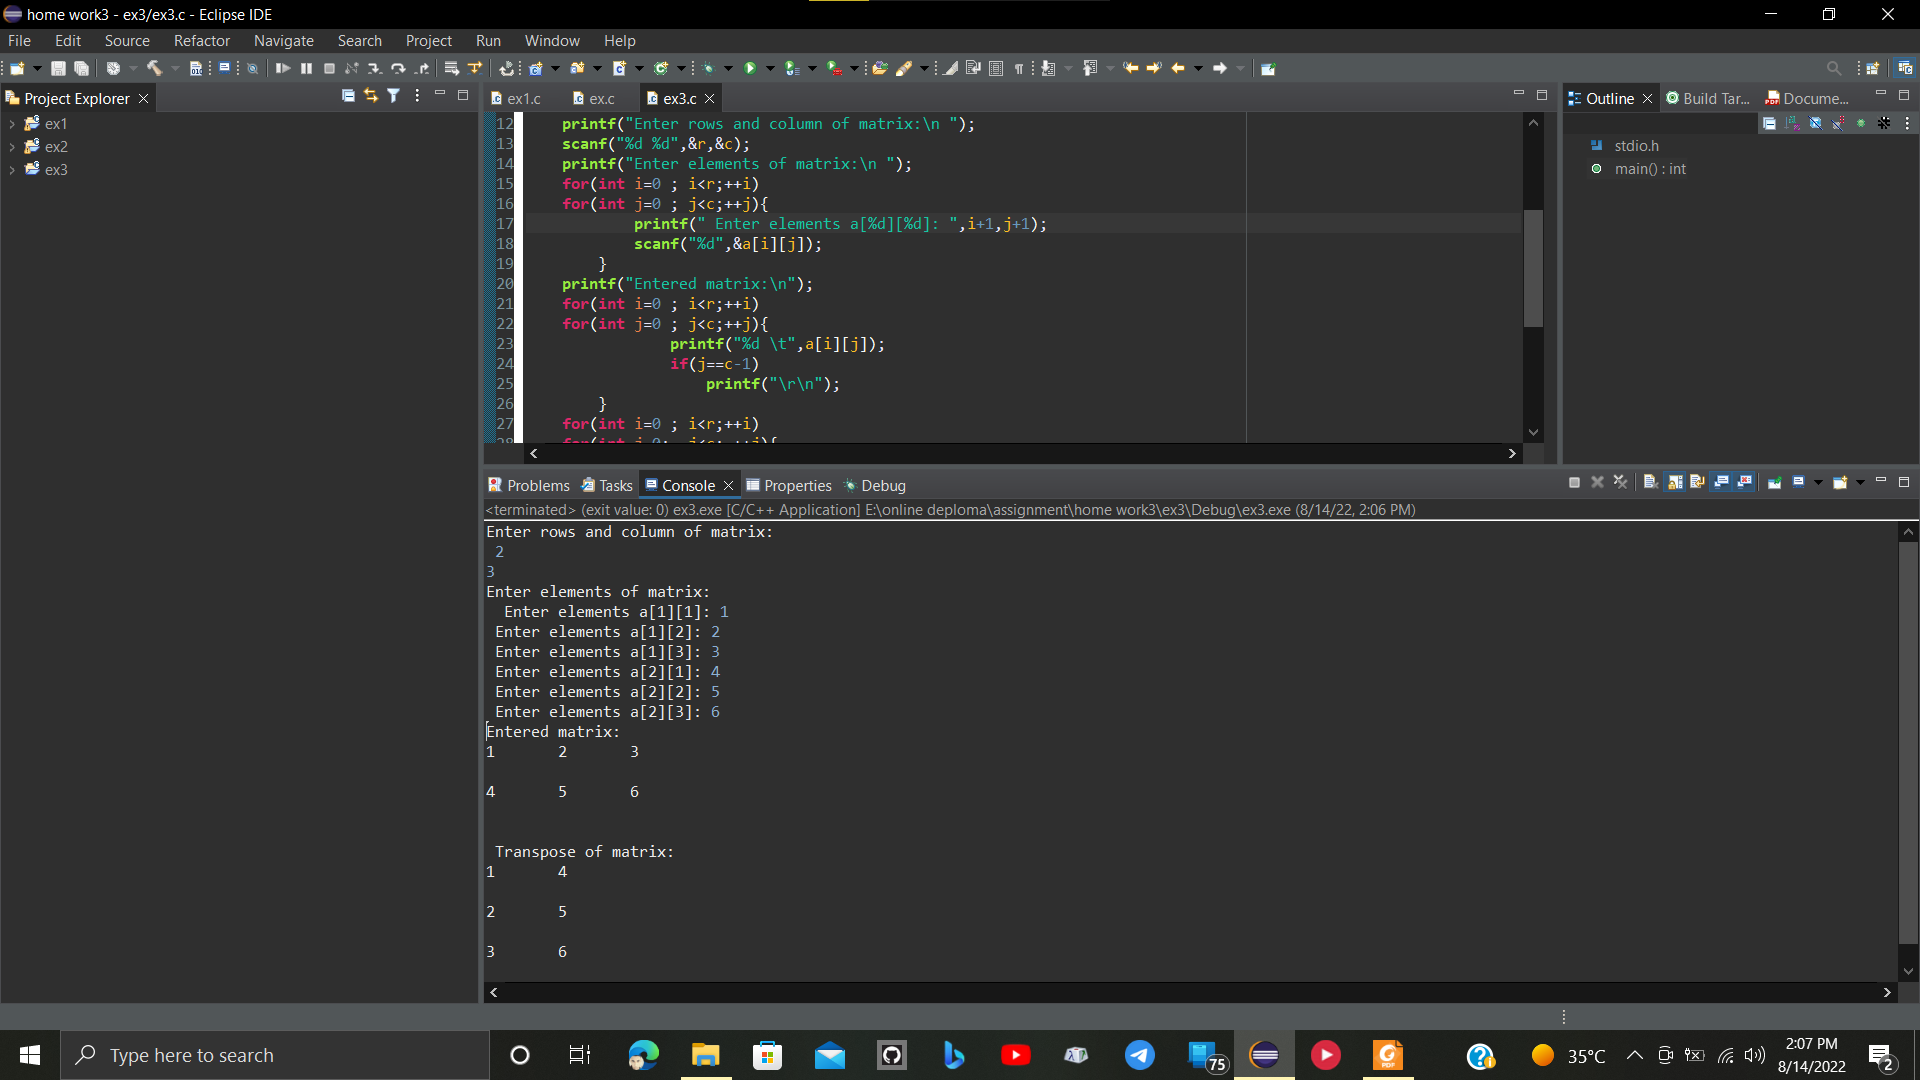 home work3 - ex3/ex3.c - Eclipse IDE
File Edit Source Refactor Navigate Search Project Run Window Help
Project Explorer
ex1
ex2
ex3
ex1.c ex.c ex3.c
12 printf("Enter rows and column of matrix:\n ");
13 scanf("%d %d",&r,&c);
14 printf("Enter elements of matrix:\n ");
15 for(int i=0 ; i<r;++i)
16 for(int j=0 ; j<c;++j){
17 printf(" Enter elements a[%d][%d]: ",i+1,j+1);
18 scanf("%d",&a[i][j]);
19 }
20 printf("Entered matrix:\n");
21 for(int i=0 ; i<r;++i)
22 for(int j=0 ; j<c;++j){
23 printf("%d \t",a[i][j]);
24 if(j==c-1)
25 printf("\r\n");
26 }
27 for(int i=0 ; i<r;++i)
Outline Build Tar... Docume...
stdio.h
main() : int
Problems Tasks Console Properties Debug
<terminated> (exit value: 0) ex3.exe [C/C++ Application] E:\online deploma\assignment\home work3\ex3\Debug\ex3.exe (8/14/22, 2:06 PM)
Enter rows and column of matrix:
2
3
Enter elements of matrix:
Enter elements a[1][1]: 1
Enter elements a[1][2]: 2
Enter elements a[1][3]: 3
Enter elements a[2][1]: 4
Enter elements a[2][2]: 5
Enter elements a[2][3]: 6
Entered matrix:
1 2 3
4 5 6
Transpose of matrix:
1 4
2 5
3 6
Type here to search
75
35°C
2:07 PM
8/14/2022
2